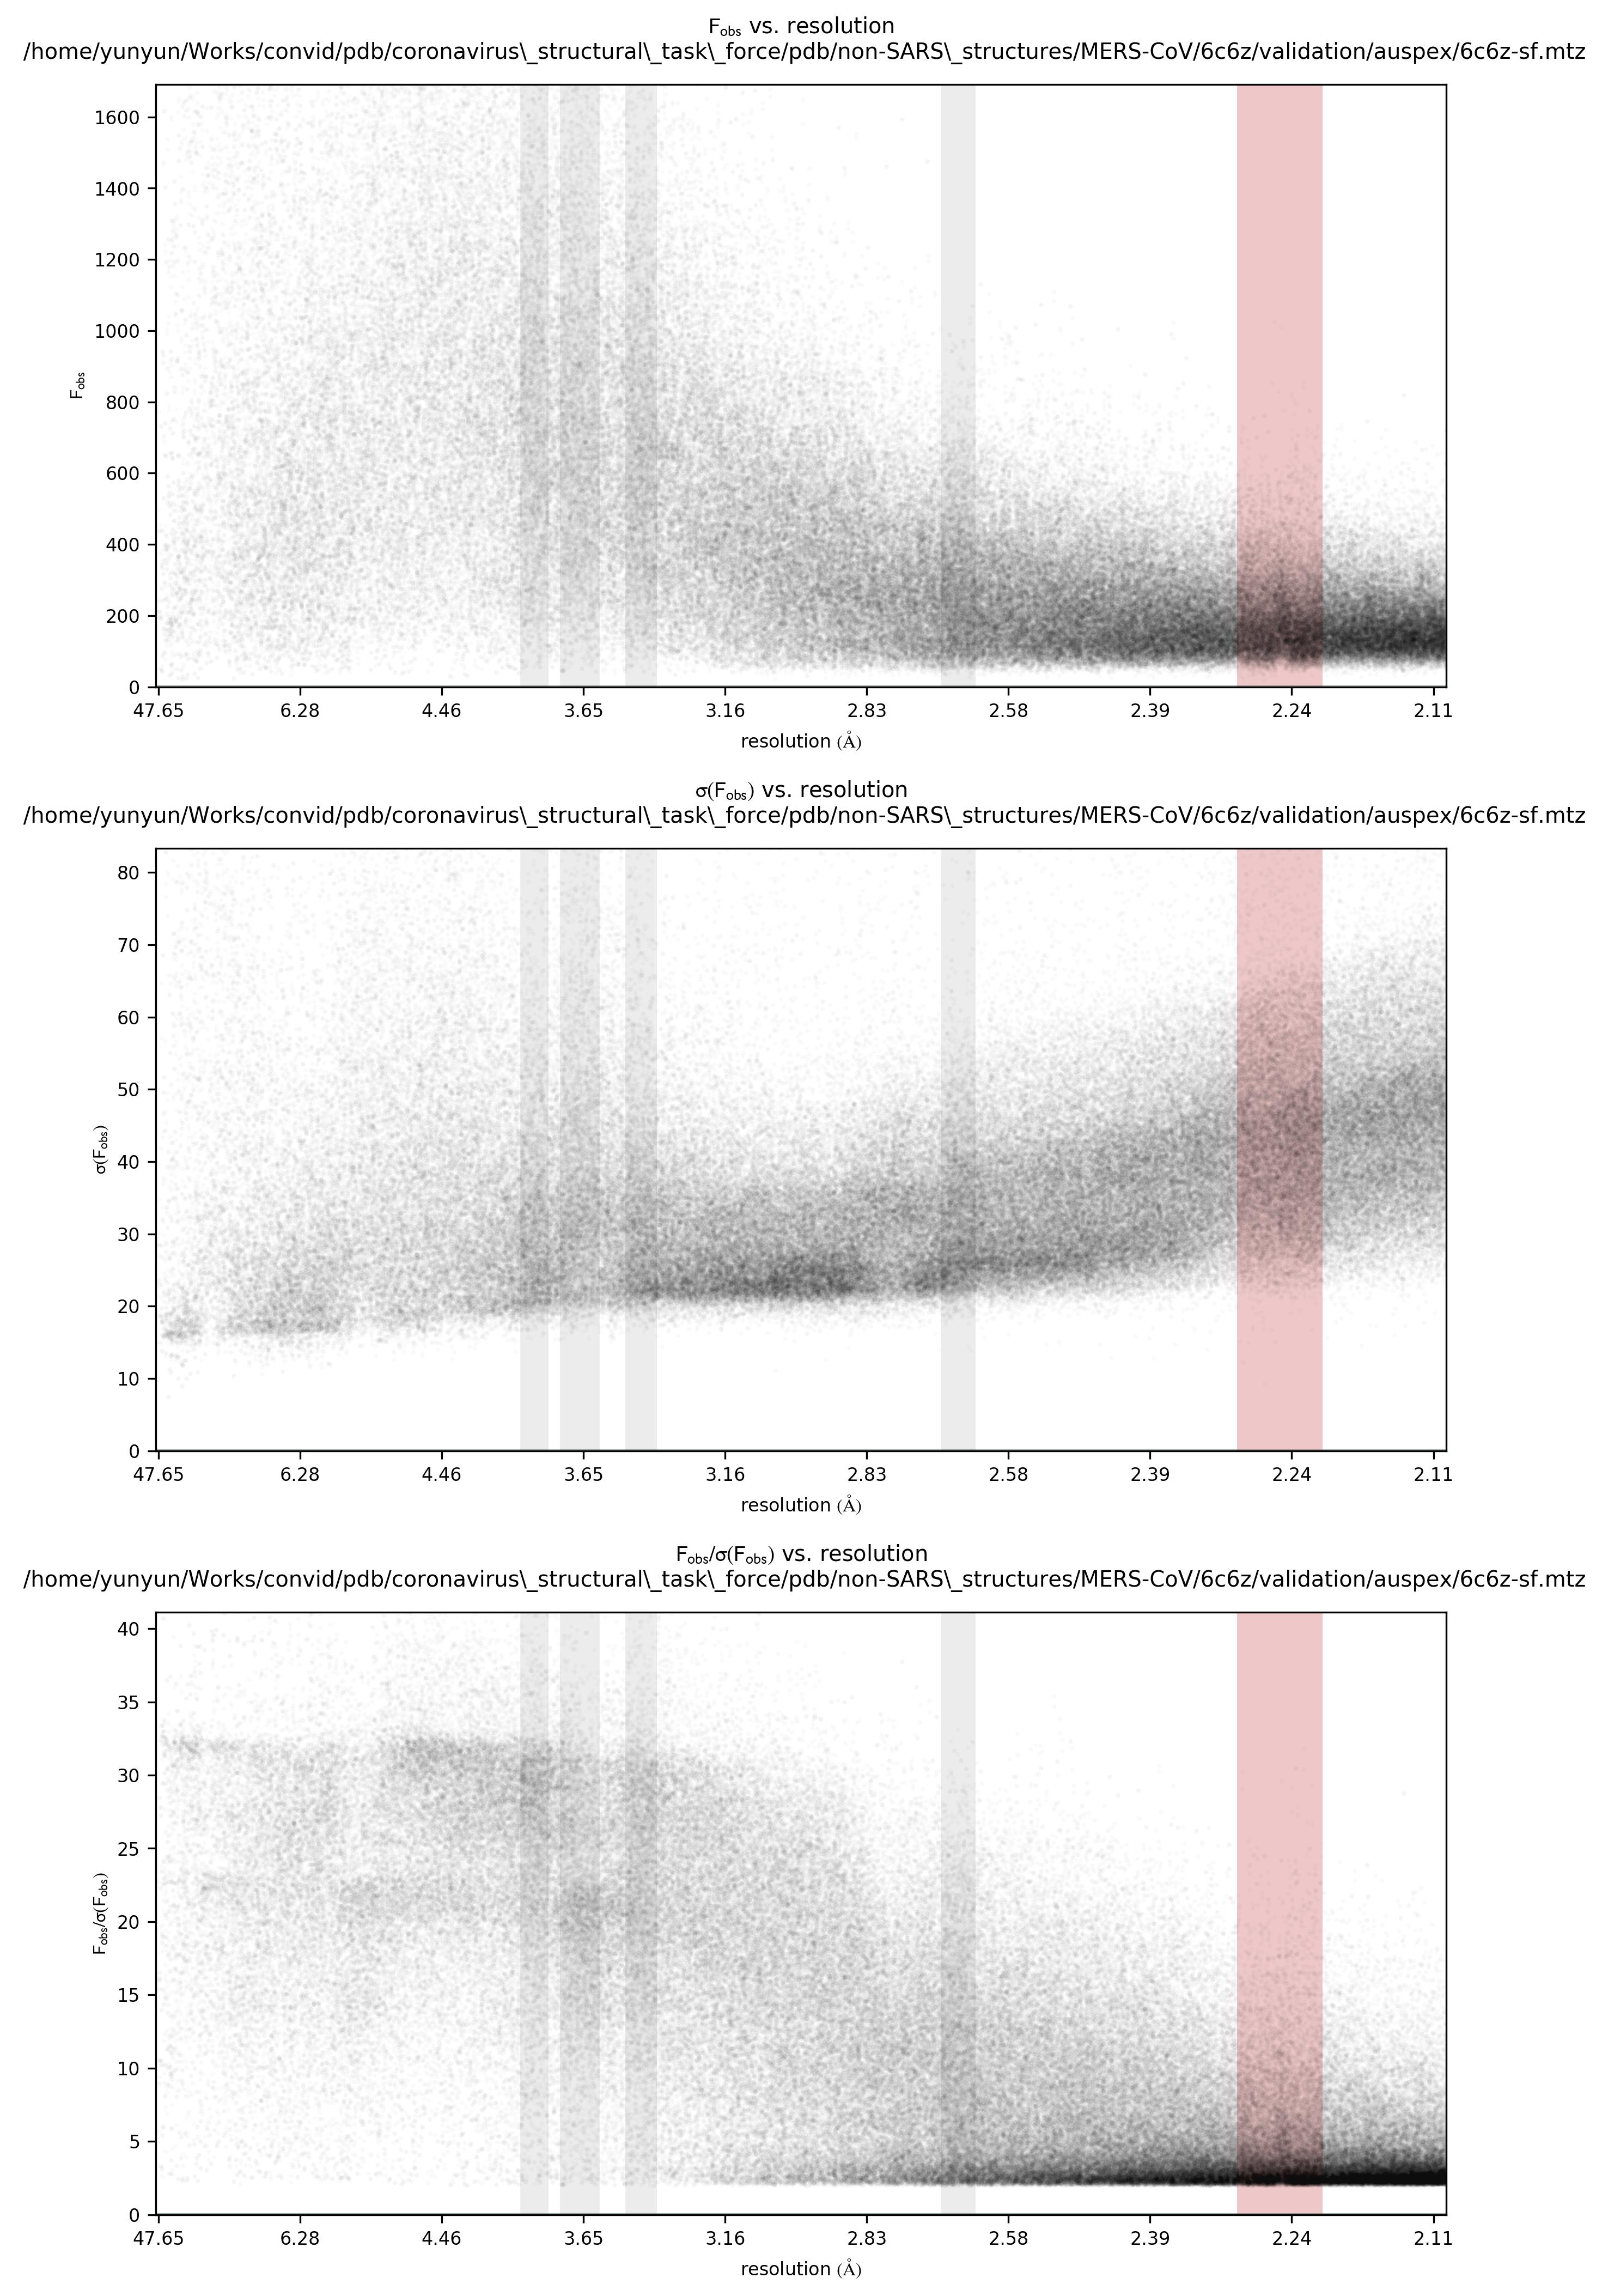 Fobs vs. resolution
/home/yunyun/Works/convid/pdb/coronavirus\_structural\_task\_force/pdb/non-SARS\_structures/MERS-CoV/6c6z/validation/auspex/6c6z-sf.mtz
1600
1400
1200
1000
800
600
400
200
0
Fobs
47.65 6.28 4.46 3.65 3.16 2.83 2.58 2.39 2.24 2.11
resolution (Å)
σ(Fobs) vs. resolution
/home/yunyun/Works/convid/pdb/coronavirus\_structural\_task\_force/pdb/non-SARS\_structures/MERS-CoV/6c6z/validation/auspex/6c6z-sf.mtz
80
70
60
50
40
30
20
10
0
σ(Fobs)
47.65 6.28 4.46 3.65 3.16 2.83 2.58 2.39 2.24 2.11
resolution (Å)
Fobs/σ(Fobs) vs. resolution
/home/yunyun/Works/convid/pdb/coronavirus\_structural\_task\_force/pdb/non-SARS\_structures/MERS-CoV/6c6z/validation/auspex/6c6z-sf.mtz
40
35
30
25
20
15
10
5
0
Fobs/σ(Fobs)
47.65 6.28 4.46 3.65 3.16 2.83 2.58 2.39 2.24 2.11
resolution (Å)